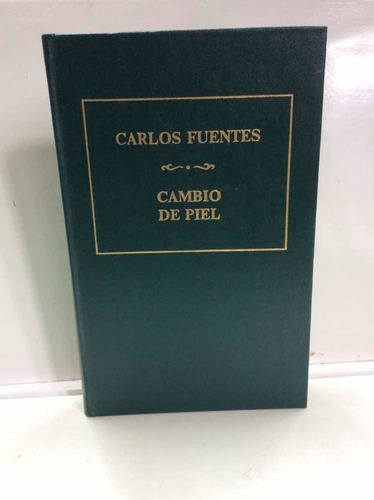 CARLOS FUENTES
CAMBIO
DE PIEL